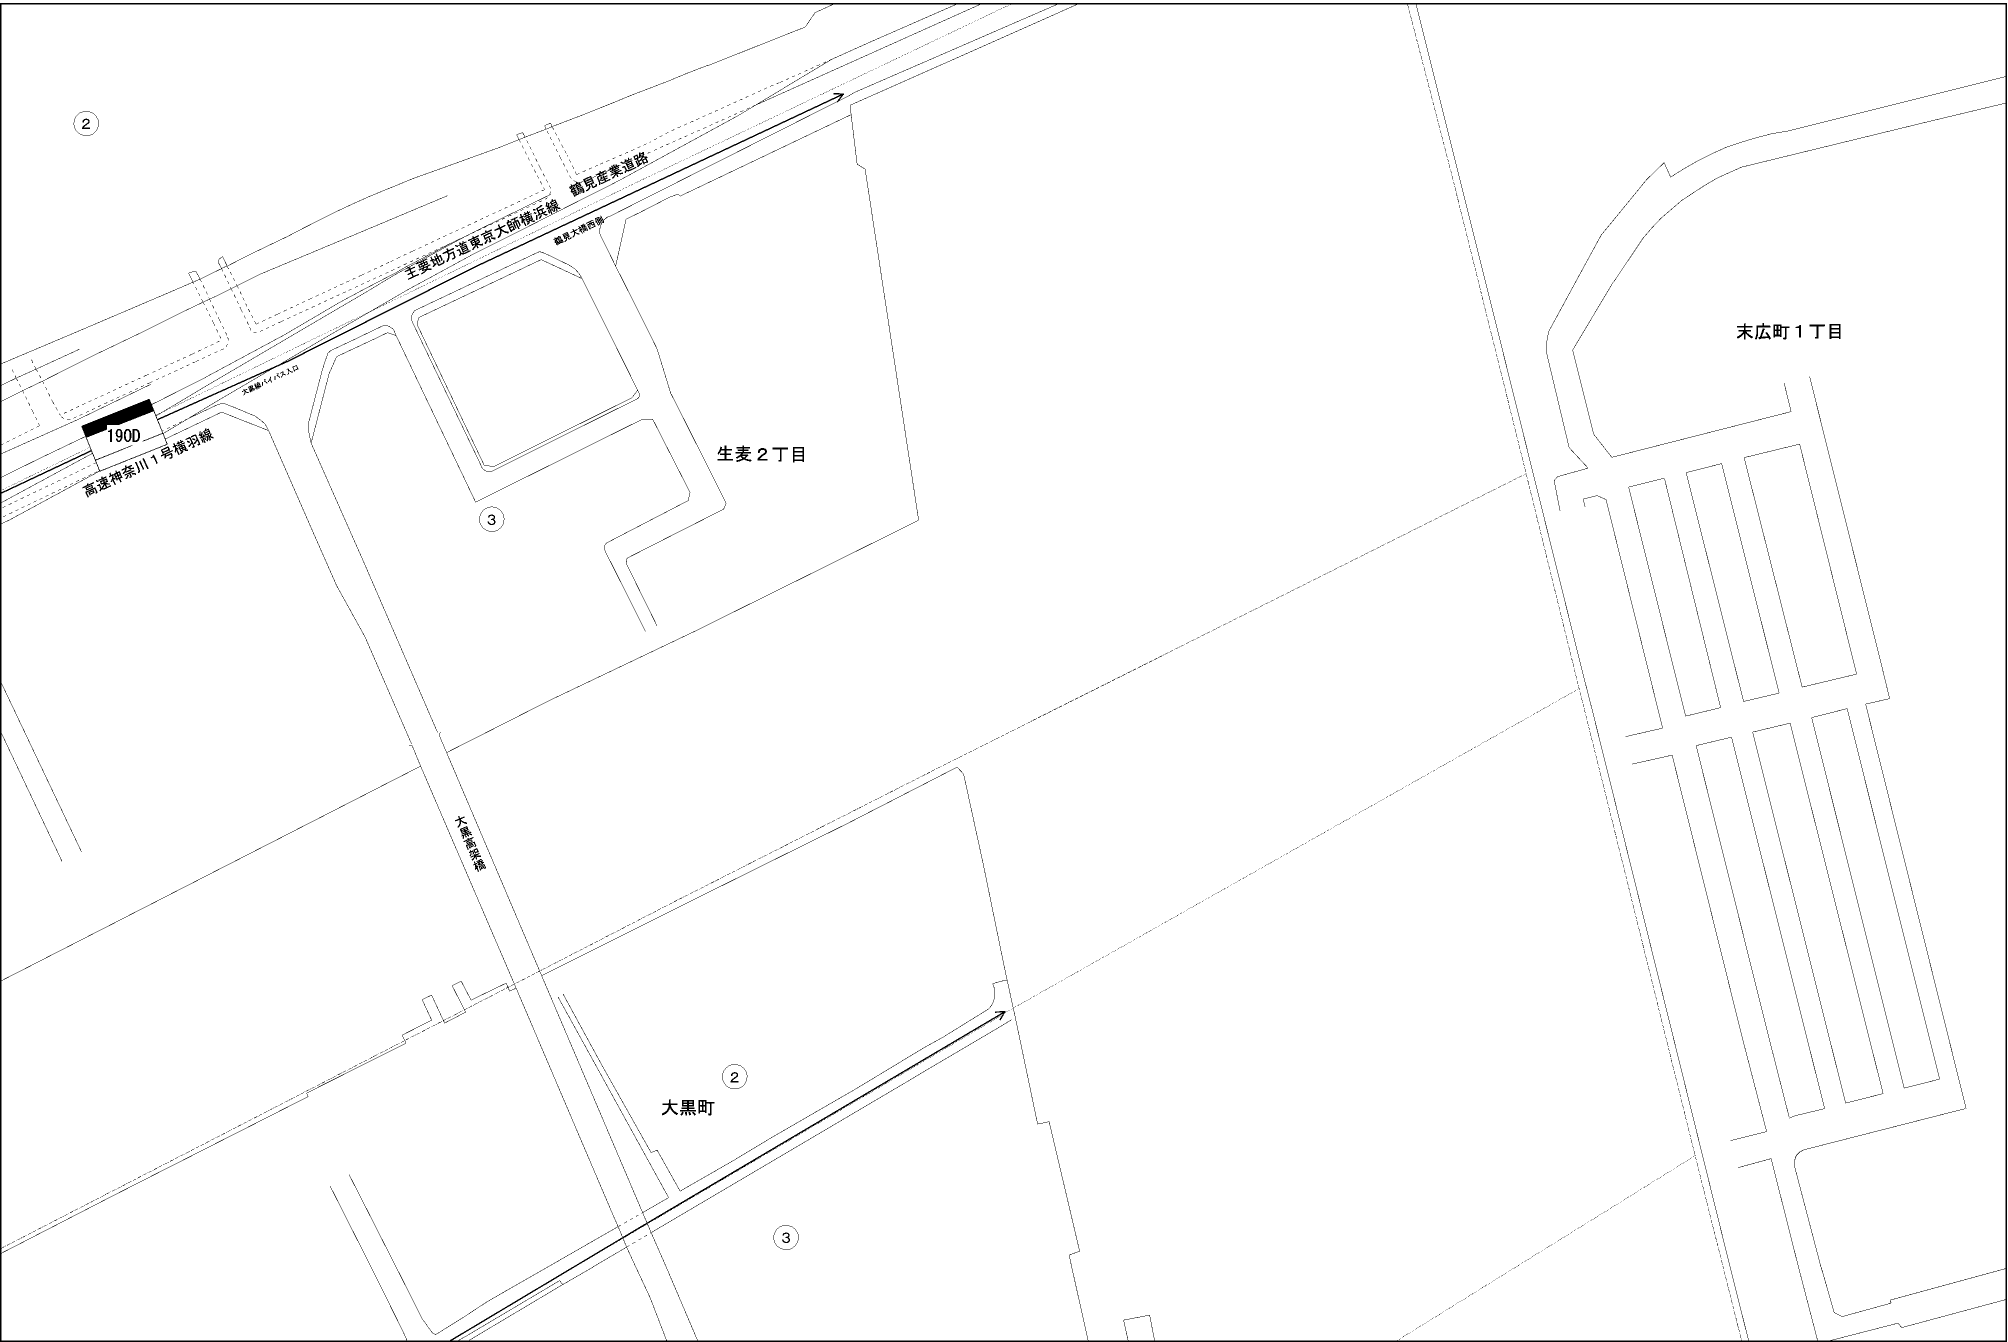 ②
鶴見産業道路
主要地方道東京大師横浜線
鶴見大橋西側
末広町１丁目
大黒線バイパス入口
190D
高速神奈川１号横羽線
生麦２丁目
③
大黒高架橋
②
大黒町
③